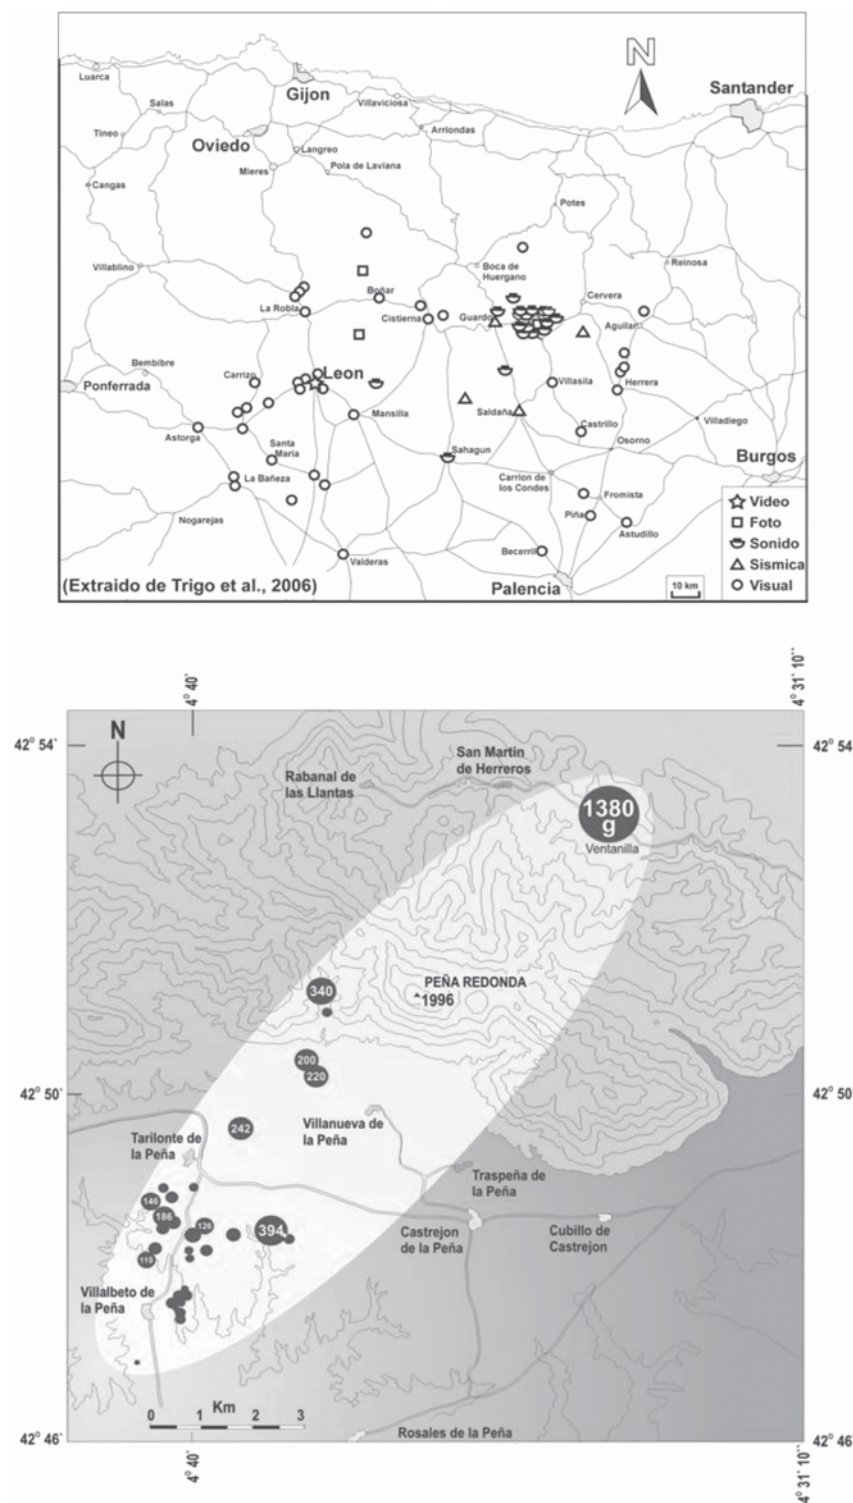 N
Santander
Luarca
Gijon
Villaviciosa
Salas
Tineo
Oviedo
Arriondas
Langreo
Mieres
Pola de Laviana
Cangas
Potes
Villablino
Boca de
Huergano
Reinosa
Boñar
Cervera
La Robla
Cistierna
Guardo
Aguilar
Bembibre
Ponferrada
Carrizo
Leon
Villasila
Herrera
Mansilla
Saldaña
Castrillo
Villadiego
Astorga
Santa
Maria
Sahagun
Osorno
Burgos
La Bañeza
Carrion de
los Condes
Fromista
Nogarejas
Piña
Astudillo
Becerril
Valderas
Video
Foto
Sonido
Sismica
Visual
(Extraido de Trigo et al., 2006)
Palencia
10 km
4° 40`
4° 31` 10``
42° 54`
42° 54`
N
San Martin
de Herreros
Rabanal de
las Llantas
1380
g
Ventanilla
340
PEÑA REDONDA
1996
200
220
42° 50`
42° 50`
242
Villanueva de
la Peña
Tarilonte de
la Peña
Traspeña de
la Peña
146
186
126
394
119
Castrejon
de la Peña
Cubillo de
Castrejon
Villalbeto de
la Peña
Km
0 1 2 3
Rosales de la Peña
42° 46`
42° 46`
4° 40`
4° 31` 10``